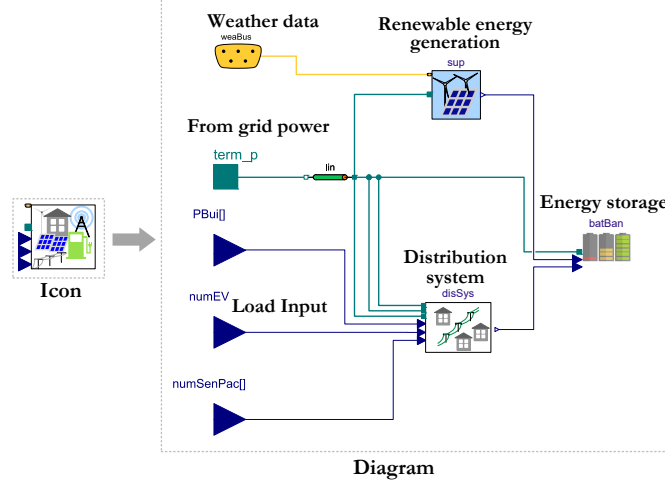 Weather data
weaBus
Renewable energy
generation
sup
From grid power
term_p
lin
PBui[]
Energy storage
batBan
Distribution
system
disSys
Icon
numEV
Load Input
numSenPac[]
Diagram